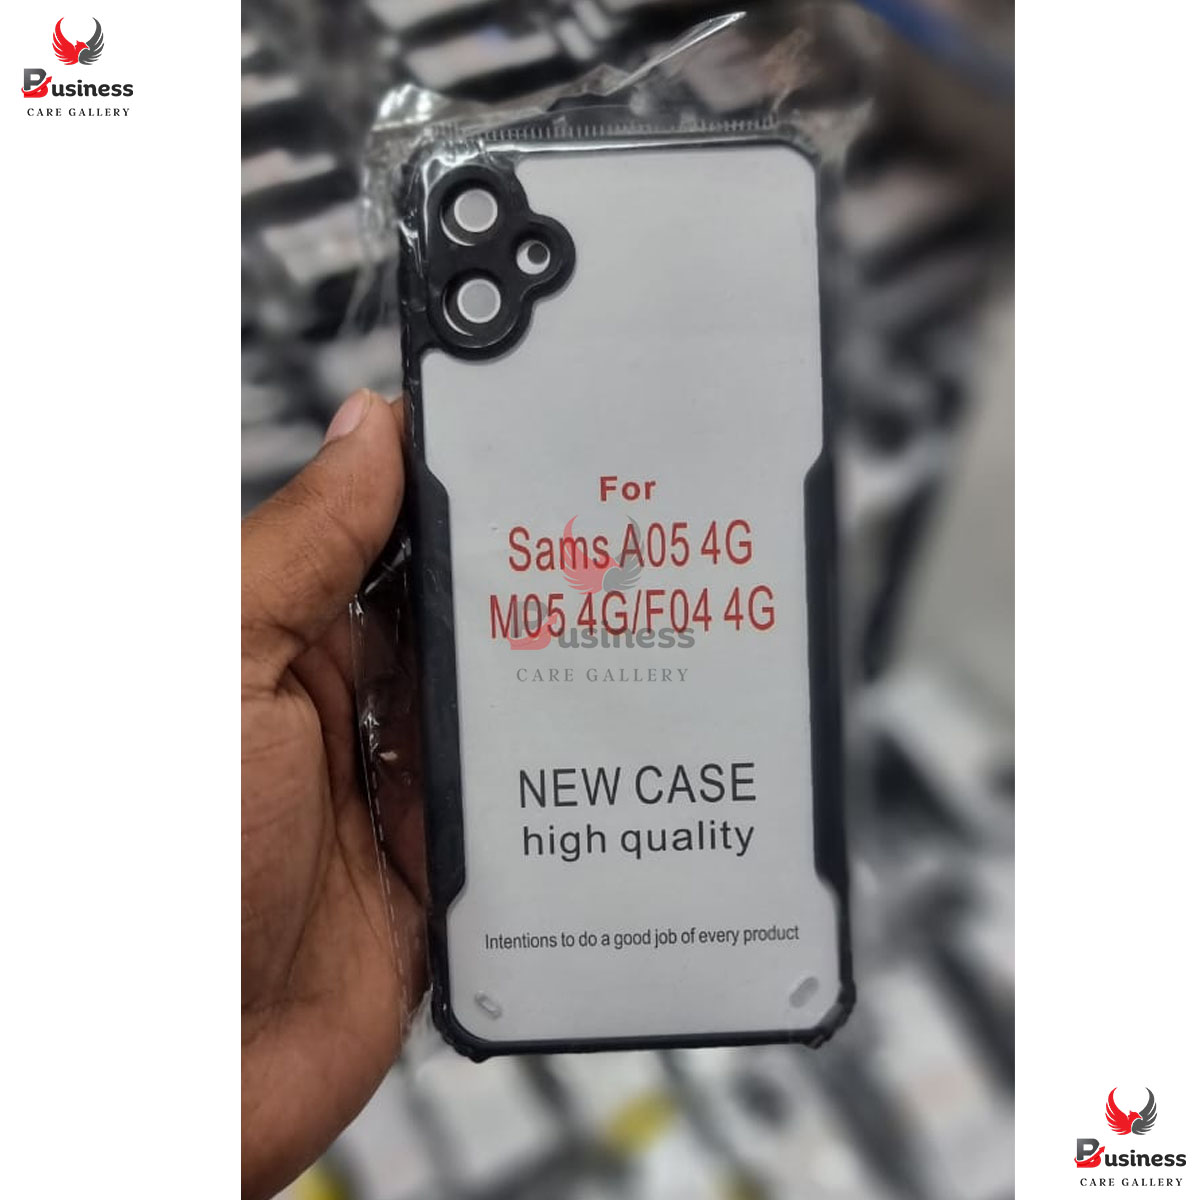 Business
CARE GALLERY
For
Sams A05 4G
M05 4G/F04 4G
Business
CARE GALLERY
NEW CASE
high quality
Intentions to do a good job of every product
Business
CARE GALLERY